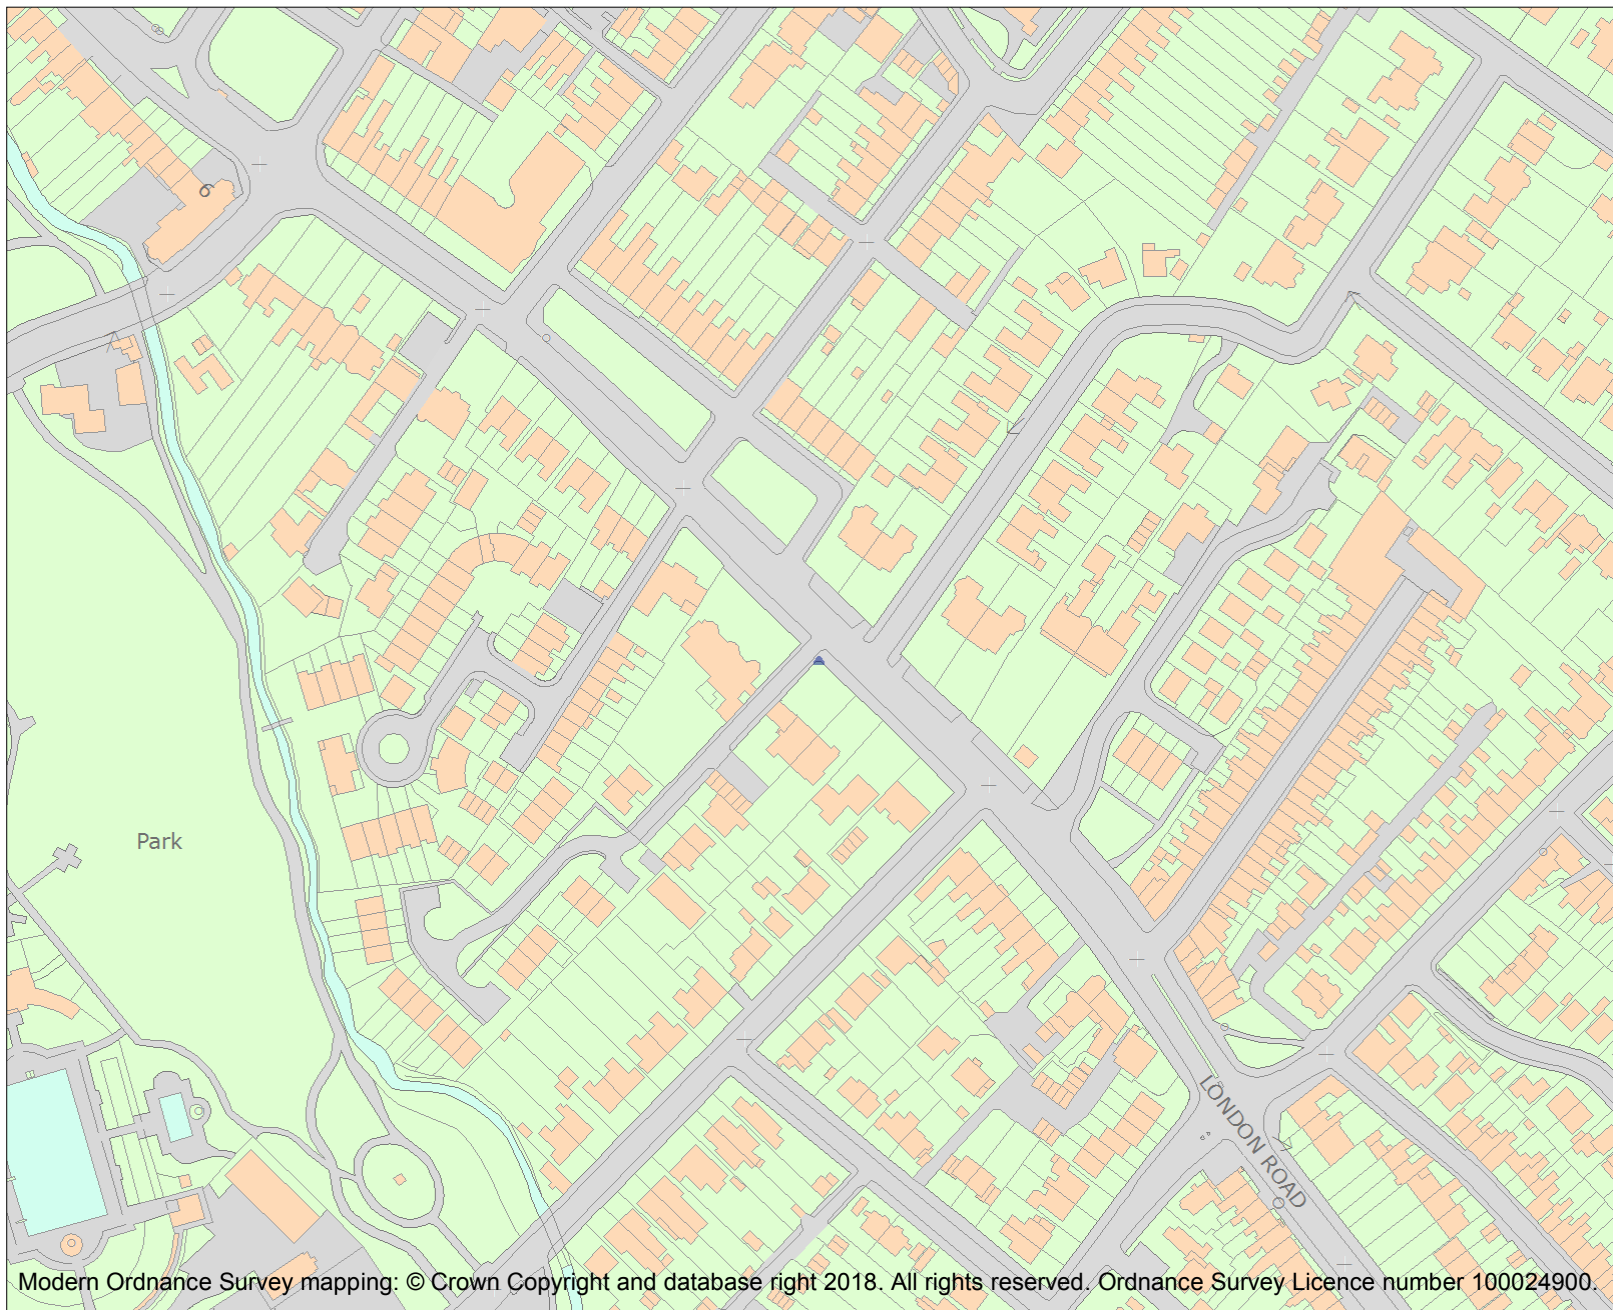 6
Park
LONDON ROAD
Modern Ordnance Survey mapping: © Crown Copyright and database right 2018. All rights reserved. Ordnance Survey Licence number 100024900.